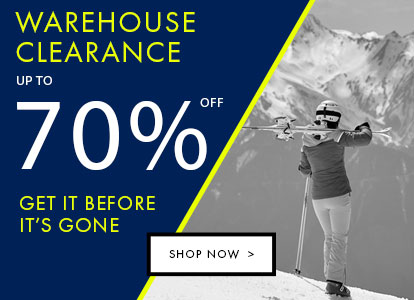 WAREHOUSE
CLEARANCE
UP TO
70% OFF
GET IT BEFORE
IT'S GONE
SHOP NOW >